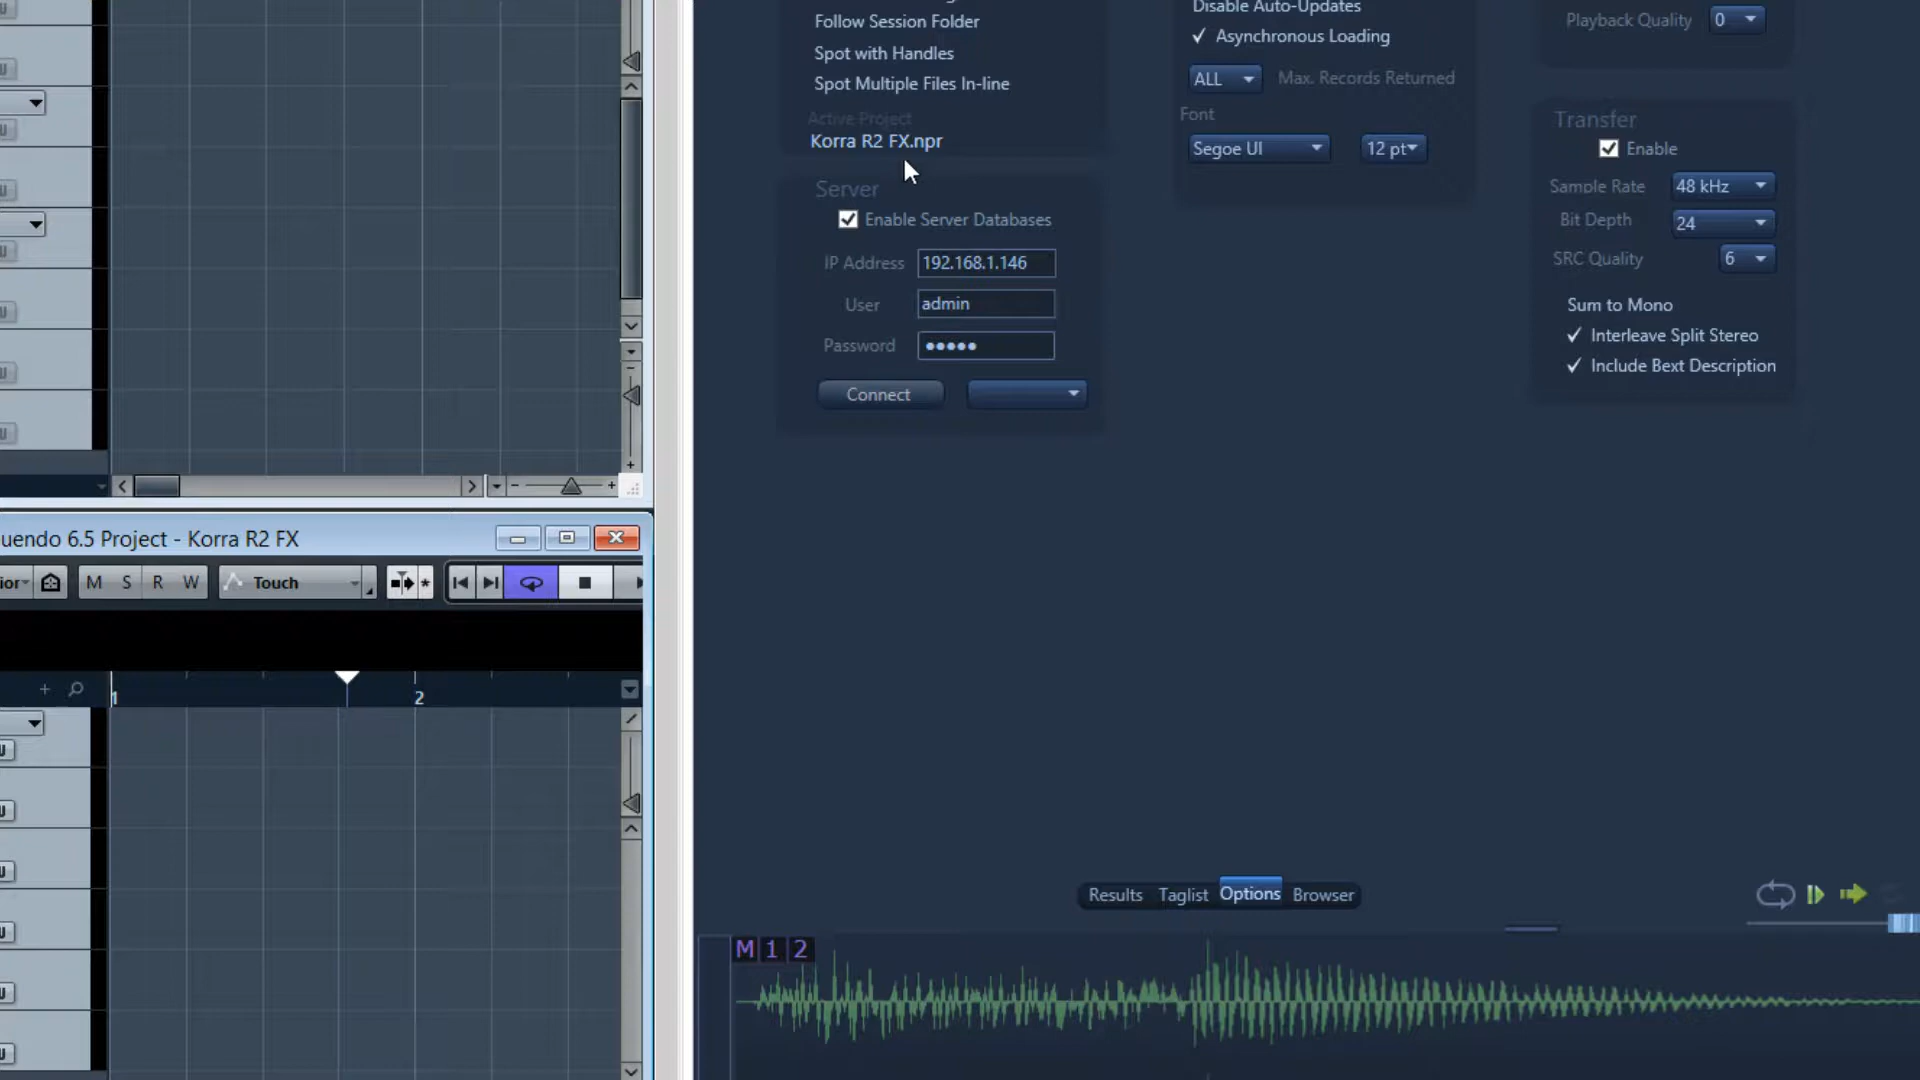 Follow Session Folder
Spot with Handles
Spot Multiple Files In-line
Active Project
Korra R2 FX.npr
Server
Enable Server Databases
IP Address 192.168.1.146
User admin
Password •••••
Connect
Disable Auto-Updates
✓ Asynchronous Loading
ALL Max. Records Returned
Font
Segoe UI 12 pt
Playback Quality 0
Transfer
Enable
Sample Rate 48 kHz
Bit Depth 24
SRC Quality 6
Sum to Mono
✓ Interleave Split Stereo
✓ Include Bext Description
uendo 6.5 Project - Korra R2 FX
M S R W Touch
1 2
Results Taglist Options Browser
M 1 2